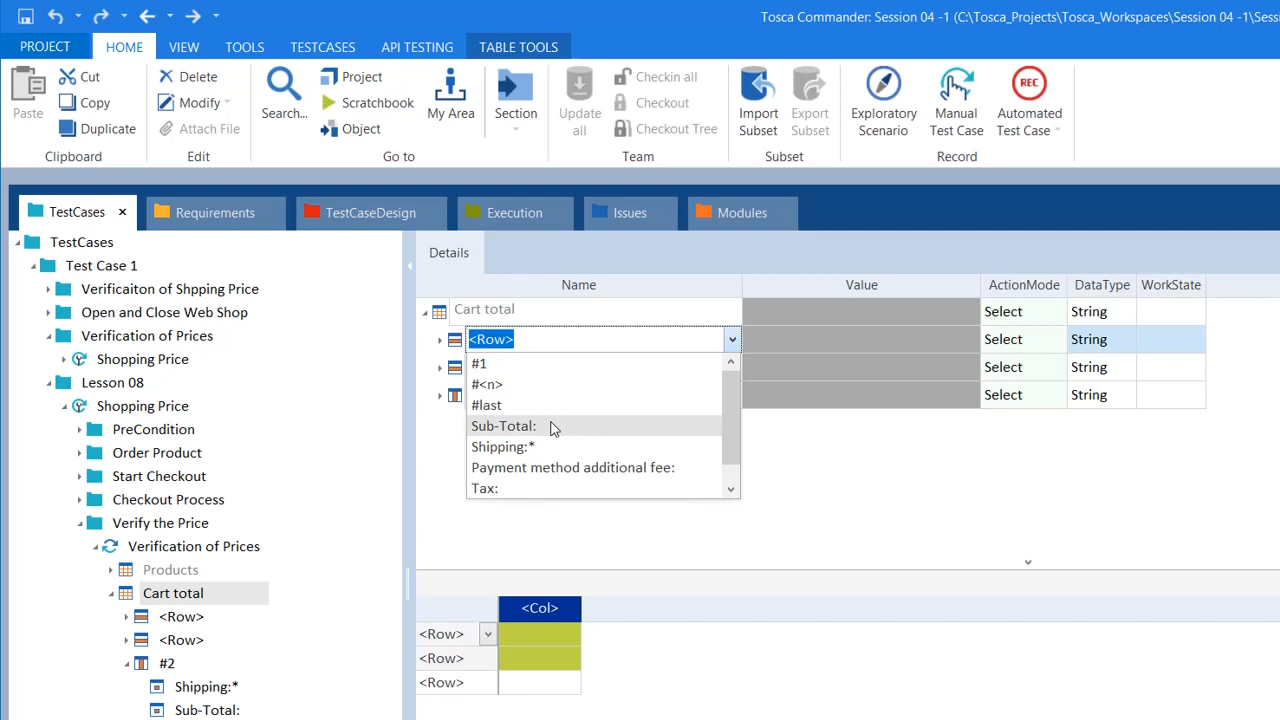 Tosca Commander: Session 04 -1 (C:\Tosca_Projects\Tosca_Workspaces\Session 04 -1\Sessi
PROJECT HOME VIEW TOOLS TESTCASES API TESTING TABLE TOOLS
Paste
Cut
Copy
Duplicate
Clipboard
Delete
Modify
Attach File
Edit
Search...
Project
Scratchbook
Object
My Area
Go to
Section
Update all
Checkin all
Checkout
Checkout Tree
Team
Import Subset
Export Subset
Subset
Exploratory Scenario
Manual Test Case
REC
Automated Test Case
Record
TestCases Requirements TestCaseDesign Execution Issues Modules
TestCases
Test Case 1
Verificaiton of Shpping Price
Open and Close Web Shop
Verification of Prices
Shopping Price
Lesson 08
Shopping Price
PreCondition
Order Product
Start Checkout
Checkout Process
Verify the Price
Verification of Prices
Products
Cart total
<Row>
<Row>
#2
Shipping:*
Sub-Total:
Details
Name Value ActionMode DataType WorkState
Cart total Select String
<Row> Select String
Select String
Select String
#1
#<n>
#last
Sub-Total:
Shipping:*
Payment method additional fee:
Tax:
<Col>
<Row>
<Row>
<Row>